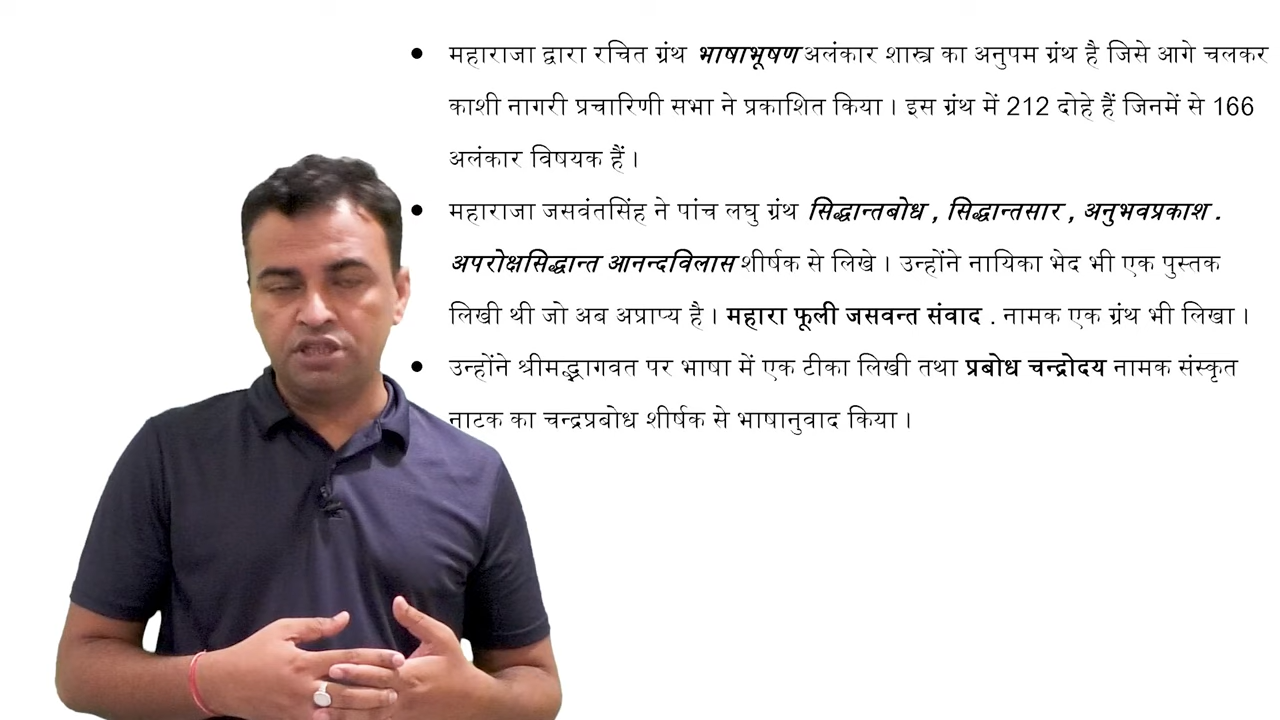 • महाराजा द्वारा रचित ग्रंथ भाषाभूषण अलंकार शास्त्र का अनुपम ग्रंथ है जिसे आगे चलकर
काशी नागरी प्रचारिणी सभा ने प्रकाशित किया । इस ग्रंथ में 212 दोहे हैं जिनमें से 166
अलंकार विषयक हैं ।
• महाराजा जसवंतसिंह ने पांच लघु ग्रंथ सिद्धान्तबोध , सिद्धान्तसार , अनुभवप्रकाश .
अपरोक्षसिद्धान्त आनन्दविलास शीर्षक से लिखे । उन्होंने नायिका भेद भी एक पुस्तक
लिखी थी जो अब अप्राप्य है । महारा फूली जसवन्त संवाद . नामक एक ग्रंथ भी लिखा ।
• उन्होंने श्रीमद्भागवत पर भाषा में एक टीका लिखी तथा प्रबोध चन्द्रोदय नामक संस्कृत
नाटक का चन्द्रप्रबोध शीर्षक से भाषानुवाद किया ।